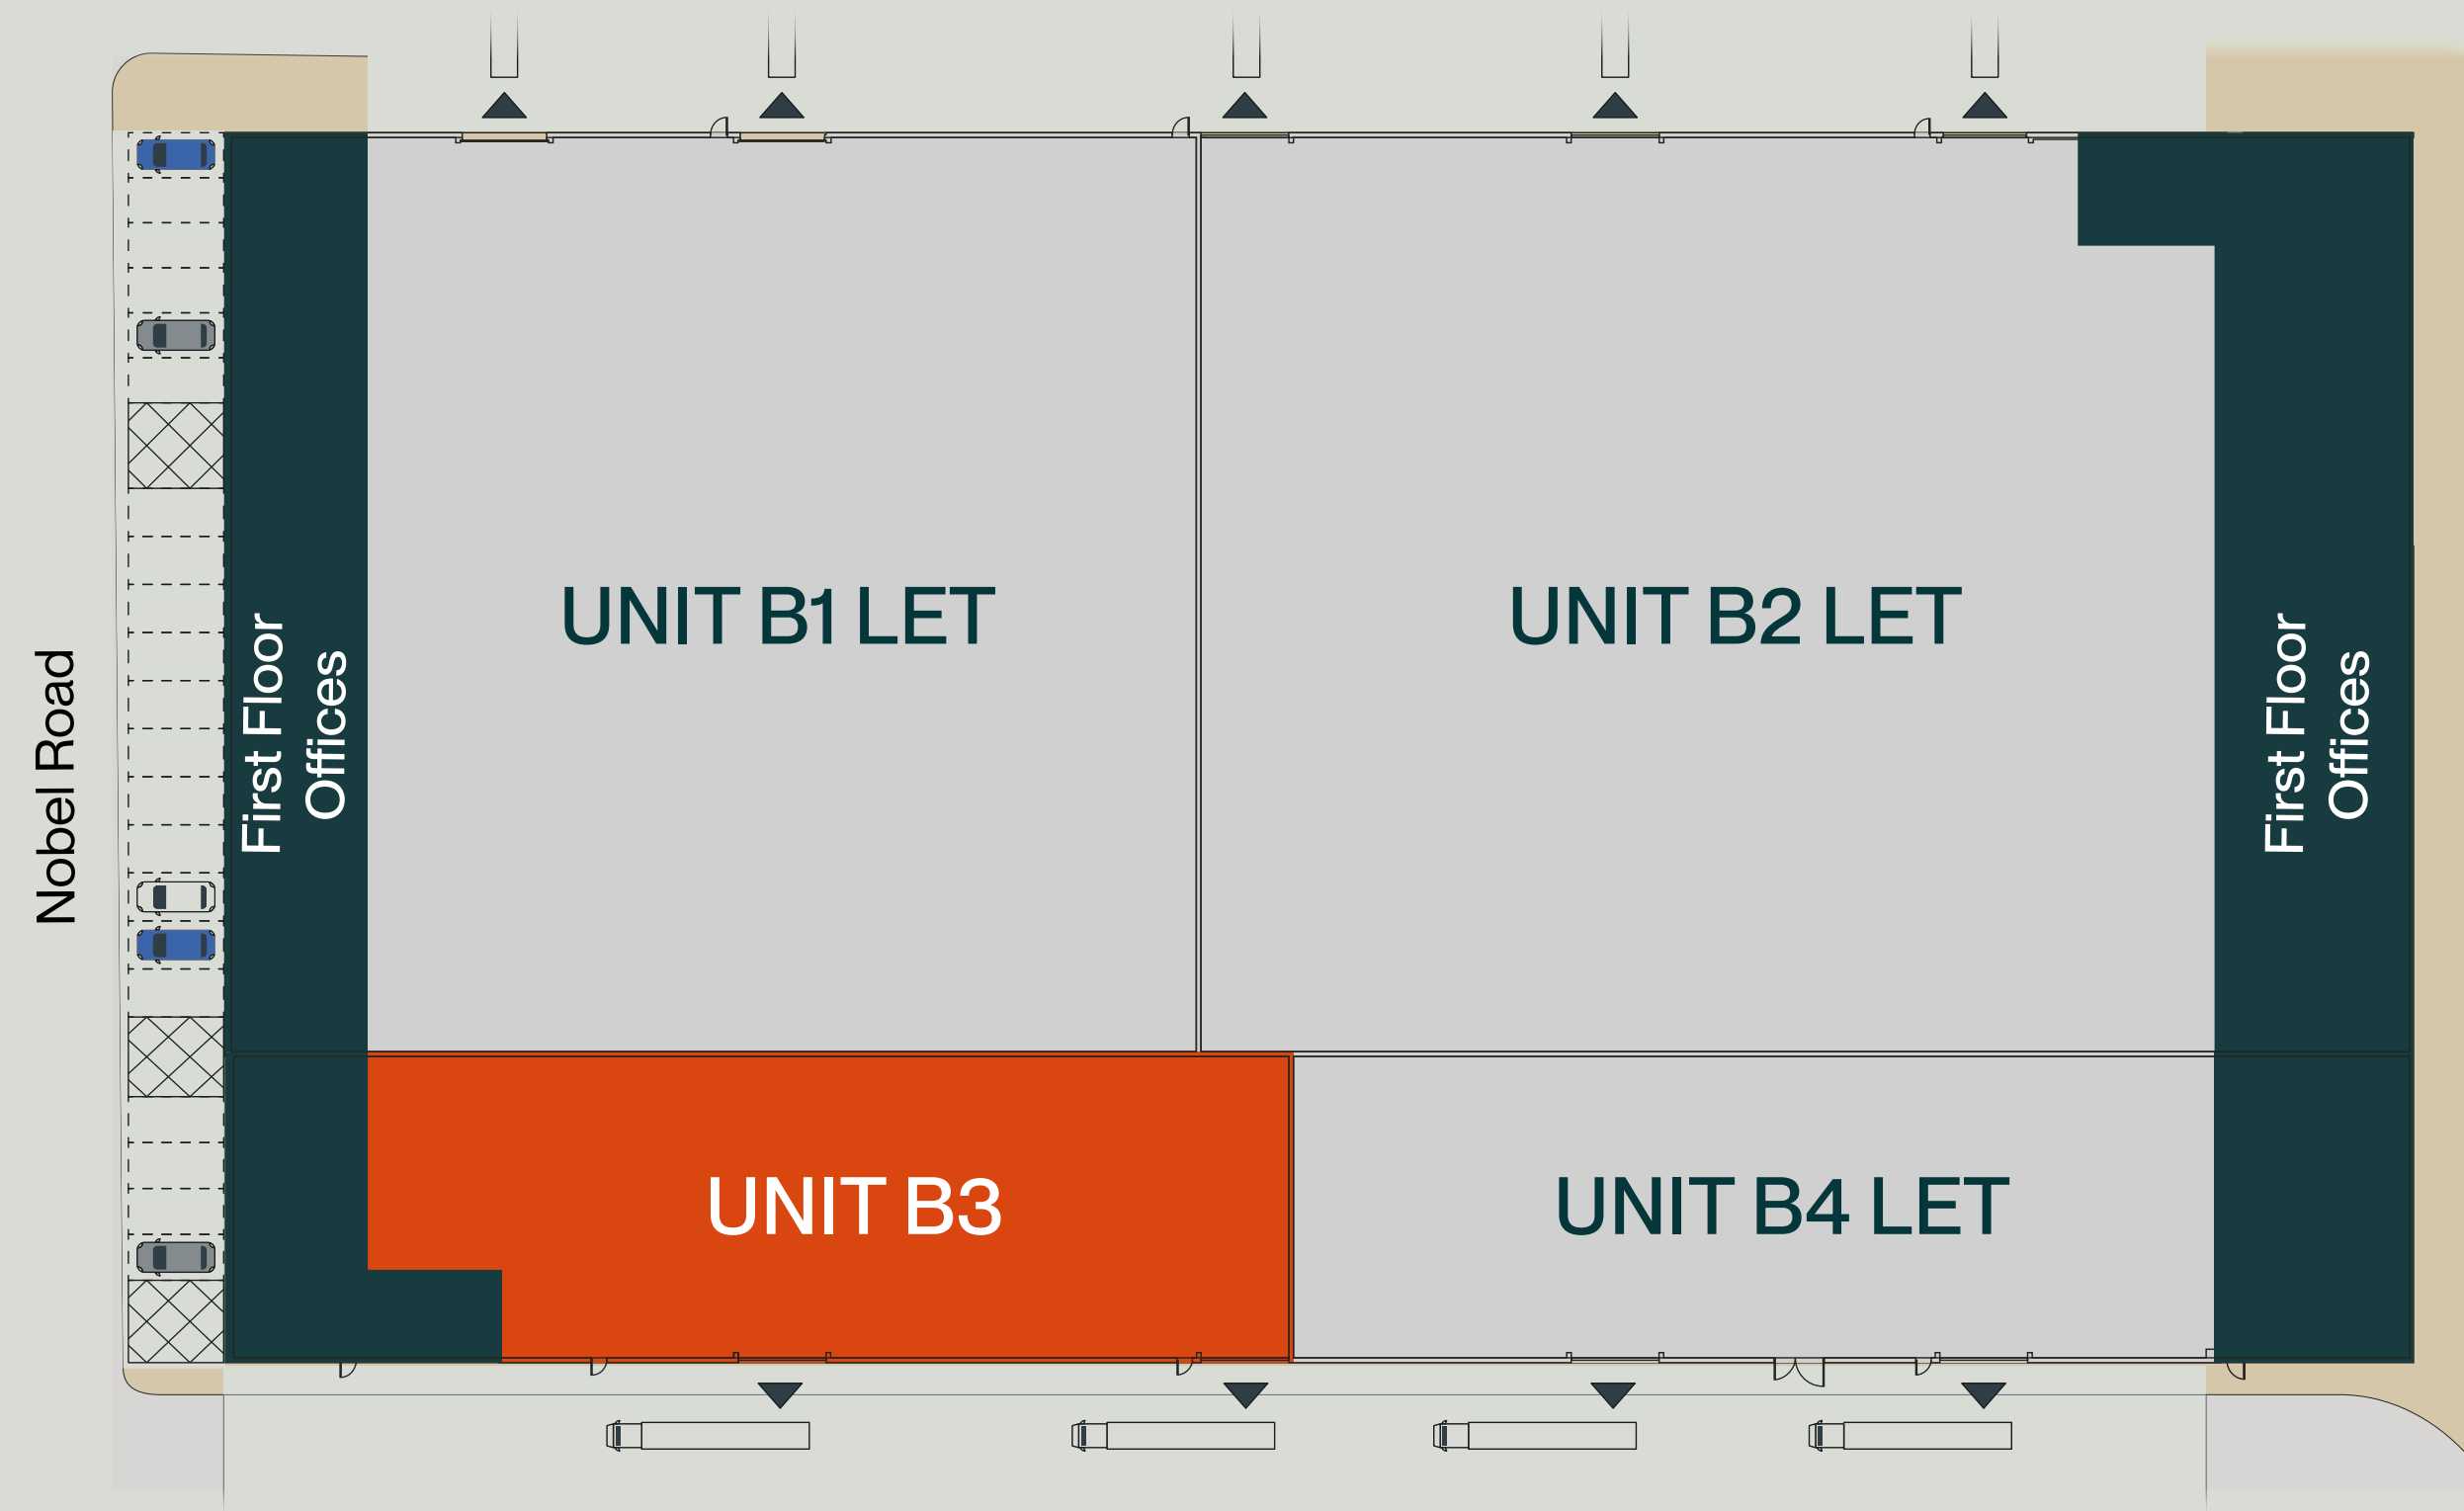 Nobel Road
First Floor
Offices
UNIT B1 LET
UNIT B2 LET
First Floor
Offices
UNIT B3
UNIT B4 LET